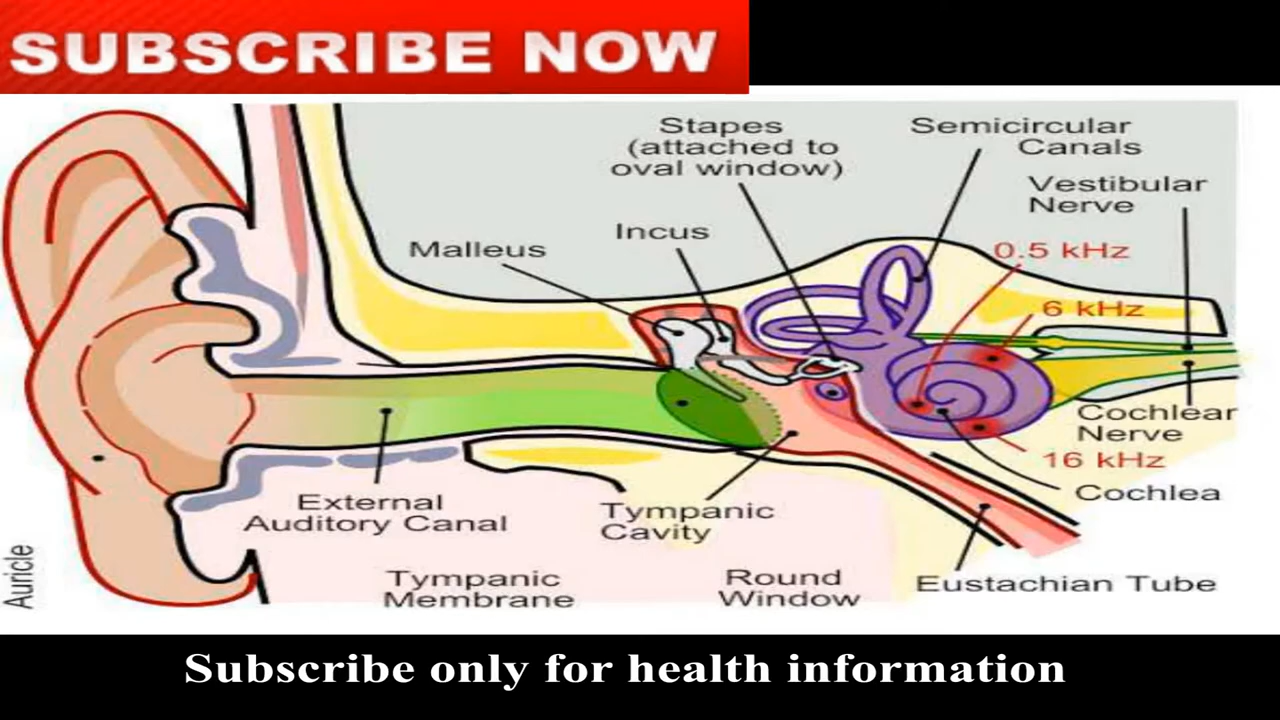 SUBSCRIBE NOW
Stapes
(attached to
oval window)
Semicircular
Canals
Vestibular
Nerve
Incus
Malleus
0.5 kHz
6 kHz
Cochlear
Nerve
16 kHz
Cochlea
External
Auditory Canal
Tympanic
Cavity
Auricle
Tympanic
Membrane
Round
Window
Eustachian Tube
Subscribe only for health information